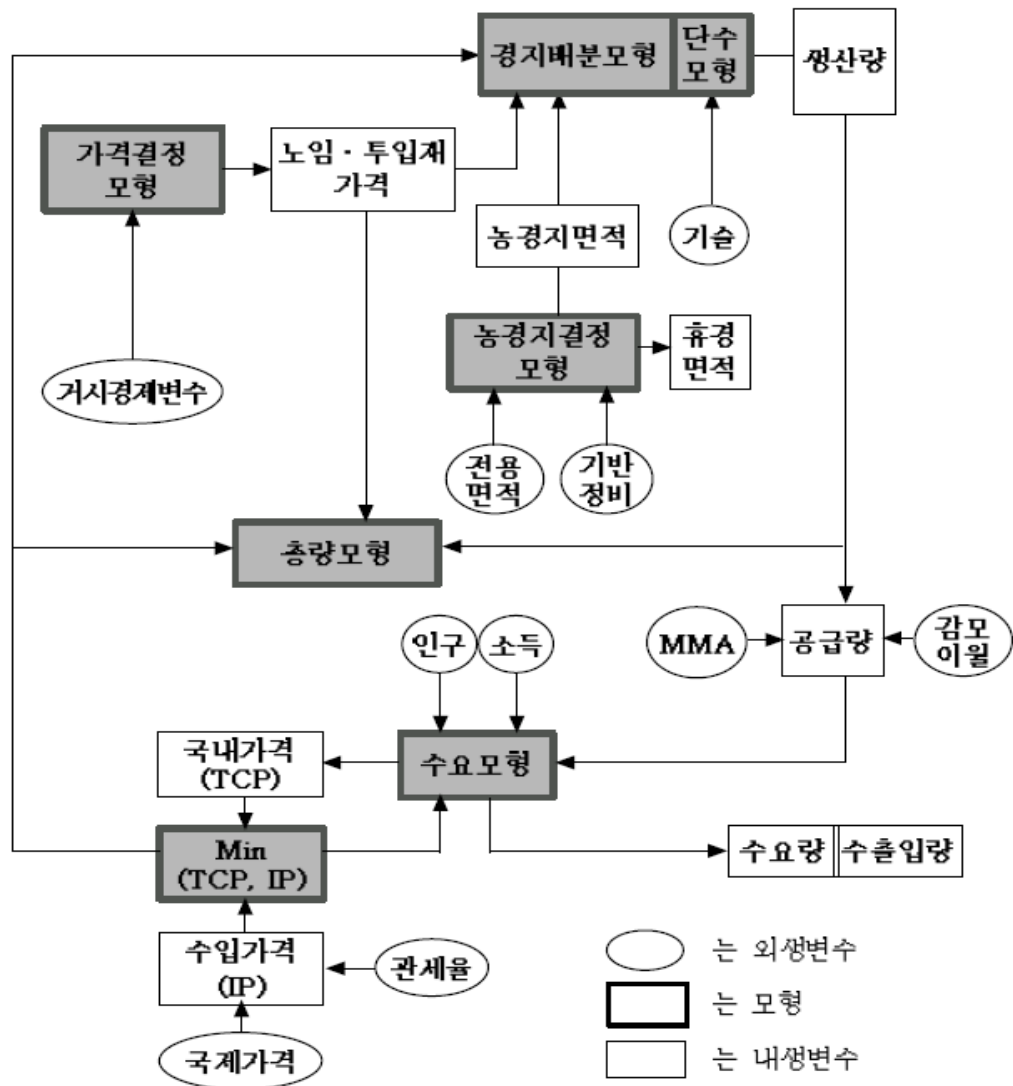 경지배분모형
단수
모형
생산량
가격결정
모형
노임·투입재
가격
농경지면적
기술
농경지결정
모형
휴경
면적
거시경제변수
전용
면적
기반
정비
총량모형
인구
소득
MMA
공급량
감모
이월
국내가격
(TCP)
수요모형
Min
(TCP, IP)
수요량
수출입량
수입가격
(IP)
관세율
국제가격
는 외생변수
는 모형
는 내생변수